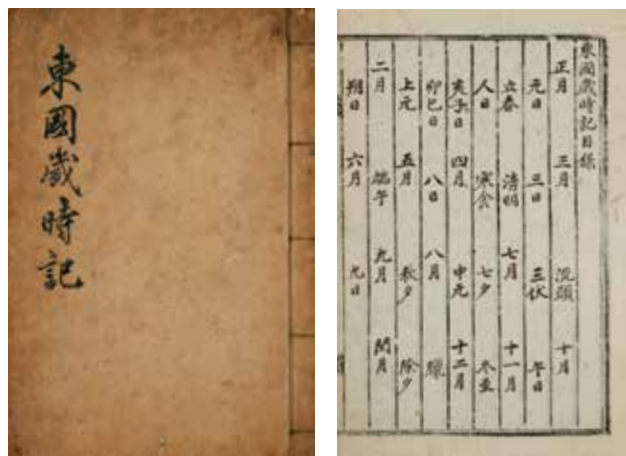 東國歲時記
東國歲時記目錄
正月 三月 流頭 十月
元日 三日 三伏 午日
立春 清明 七月 十一月
人日 寒食 七夕 冬至
亥子日 四月 中元 十二月
卯巳日 八日 八月 臘
上元 五月 秋夕 除夕
二月 端午 九月 閏月
朔日 六月 九日